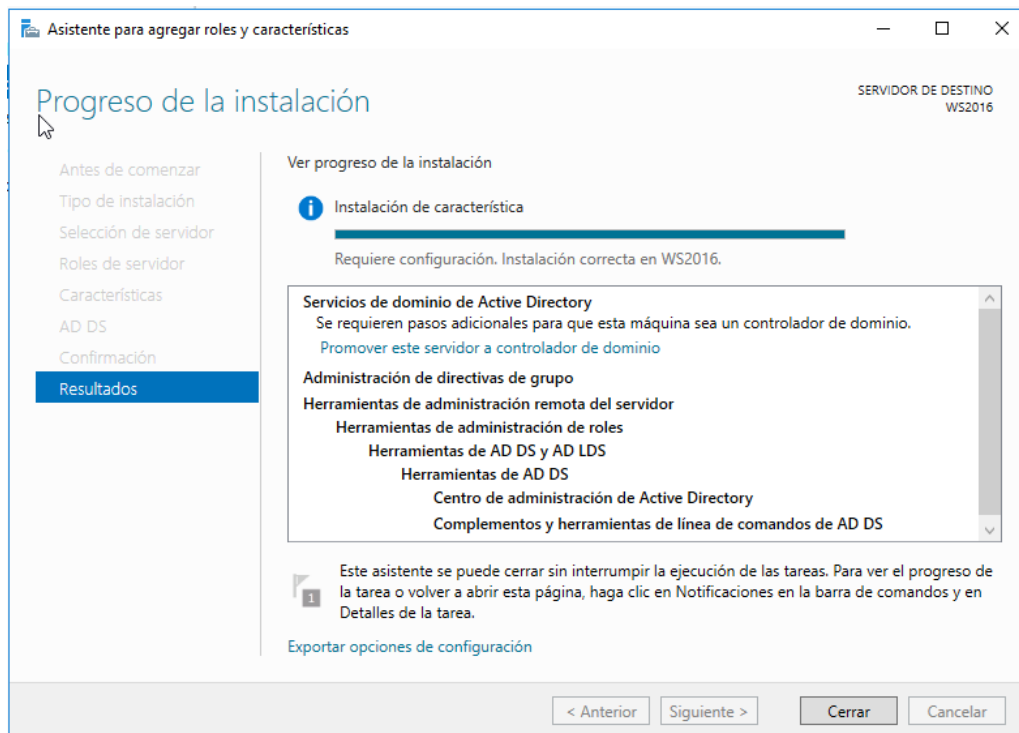 Asistente para agregar roles y características
Progreso de la instalación
SERVIDOR DE DESTINO
WS2016
Antes de comenzar
Tipo de instalación
Selección de servidor
Roles de servidor
Características
AD DS
Confirmación
Resultados
Ver progreso de la instalación
Instalación de característica
Requiere configuración. Instalación correcta en WS2016.
Servicios de dominio de Active Directory
Se requieren pasos adicionales para que esta máquina sea un controlador de dominio.
Promover este servidor a controlador de dominio
Administración de directivas de grupo
Herramientas de administración remota del servidor
Herramientas de administración de roles
Herramientas de AD DS y AD LDS
Herramientas de AD DS
Centro de administración de Active Directory
Complementos y herramientas de línea de comandos de AD DS
1
Este asistente se puede cerrar sin interrumpir la ejecución de las tareas. Para ver el progreso de
la tarea o volver a abrir esta página, haga clic en Notificaciones en la barra de comandos y en
Detalles de la tarea.
Exportar opciones de configuración
< Anterior
Siguiente >
Cerrar
Cancelar